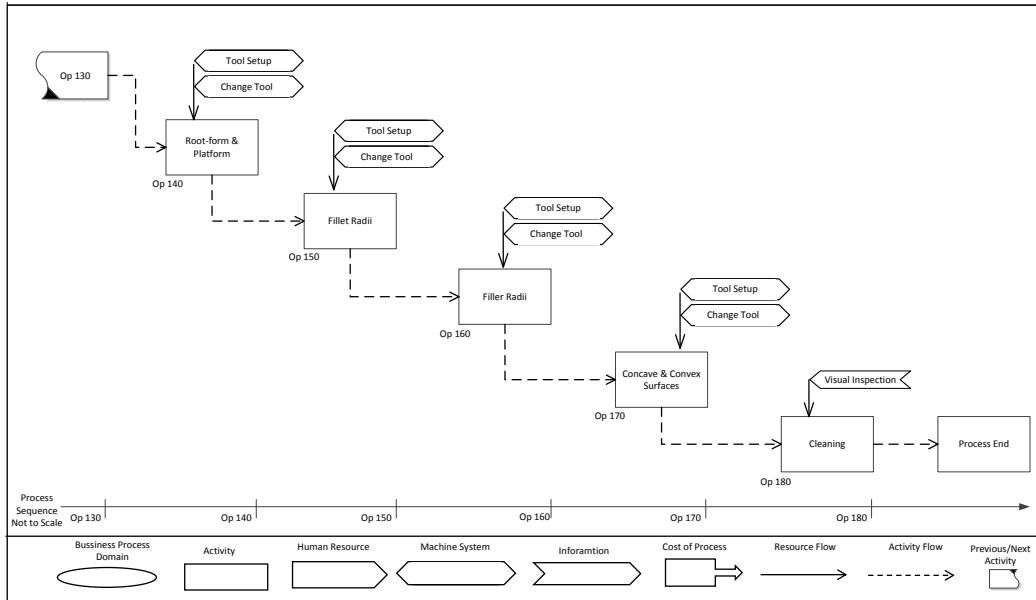 Op 130
Tool Setup
Change Tool
Root-form &
Platform
Op 140
Tool Setup
Change Tool
Fillet Radii
Op 150
Tool Setup
Change Tool
Filler Radii
Op 160
Tool Setup
Change Tool
Concave & Convex
Surfaces
Op 170
Visual Inspection
Cleaning
Op 180
Process End
Process
Sequence
Not to Scale
Op 130
Op 140
Op 150
Op 160
Op 170
Op 180
Bussiness Process
Domain
Activity
Human Resource
Machine System
Inforamtion
Cost of Process
Resource Flow
Activity Flow
Previous/Next
Activity